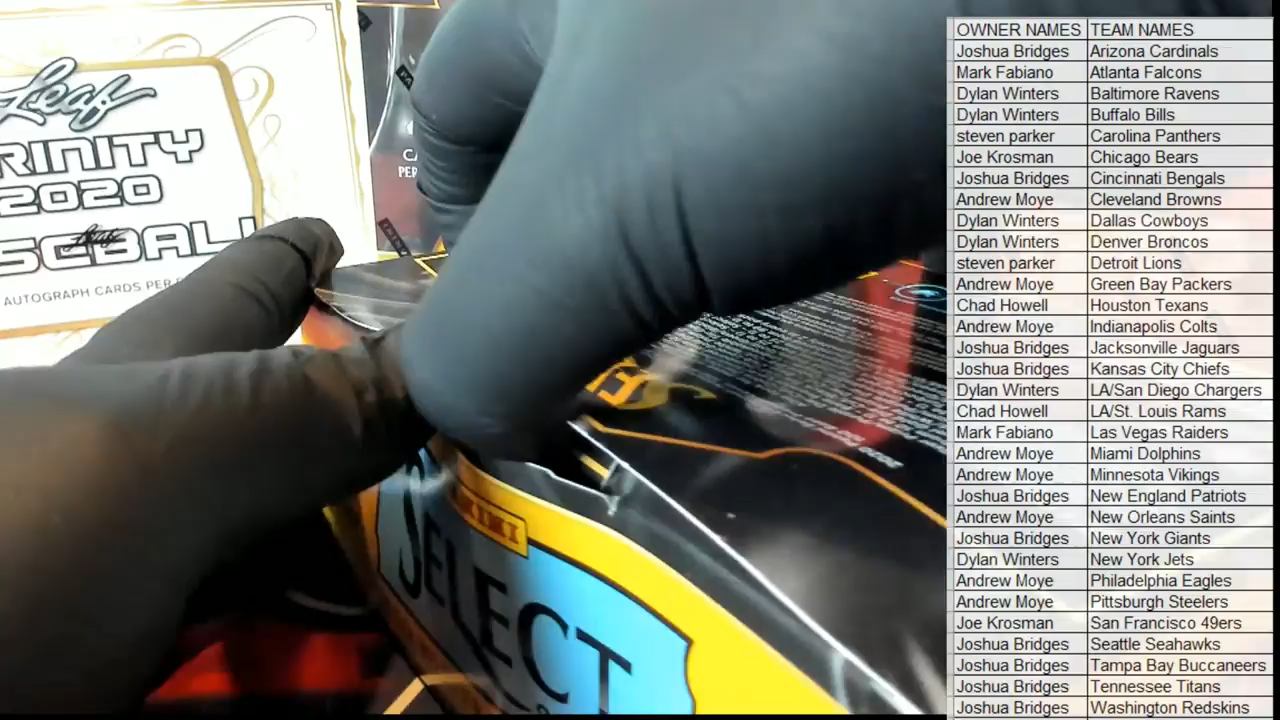 Leaf
RINITY
2020
SEBALL
AUTOGRAPH CARDS PER
CA
PER
SELECT
OWNER NAMES TEAM NAMES
Joshua Bridges Arizona Cardinals
Mark Fabiano Atlanta Falcons
Dylan Winters Baltimore Ravens
Dylan Winters Buffalo Bills
steven parker Carolina Panthers
Joe Krosman Chicago Bears
Joshua Bridges Cincinnati Bengals
Andrew Moye Cleveland Browns
Dylan Winters Dallas Cowboys
Dylan Winters Denver Broncos
steven parker Detroit Lions
Andrew Moye Green Bay Packers
Chad Howell Houston Texans
Andrew Moye Indianapolis Colts
Joshua Bridges Jacksonville Jaguars
Joshua Bridges Kansas City Chiefs
Dylan Winters LA/San Diego Chargers
Chad Howell LA/St. Louis Rams
Mark Fabiano Las Vegas Raiders
Andrew Moye Miami Dolphins
Andrew Moye Minnesota Vikings
Joshua Bridges New England Patriots
Andrew Moye New Orleans Saints
Joshua Bridges New York Giants
Dylan Winters New York Jets
Andrew Moye Philadelphia Eagles
Andrew Moye Pittsburgh Steelers
Joe Krosman San Francisco 49ers
Joshua Bridges Seattle Seahawks
Joshua Bridges Tampa Bay Buccaneers
Joshua Bridges Tennessee Titans
Joshua Bridges Washington Redskins